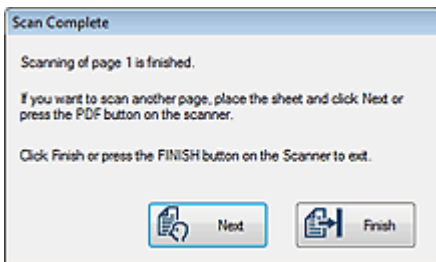 Scan Complete
Scanning of page 1 is finished.
If you want to scan another page, place the sheet and click Next or
press the PDF button on the scanner.
Click Finish or press the FINISH button on the Scanner to exit.
Next
Finish